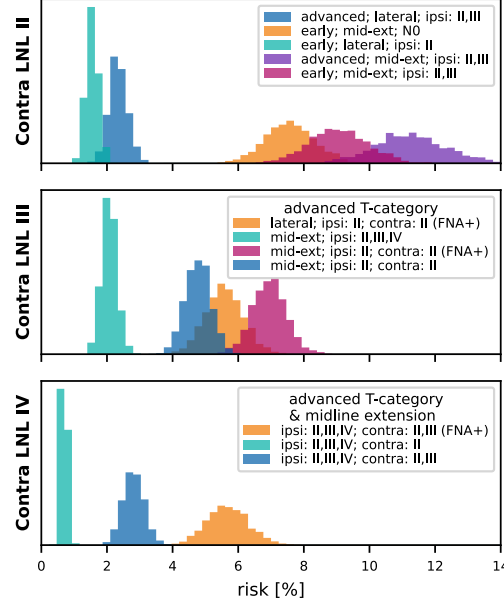 Contra LNL II
advanced; lateral; ipsi: II,III
early; mid-ext; N0
early; lateral; ipsi: II
advanced; mid-ext; ipsi: II,III
early; mid-ext; ipsi: II,III
Contra LNL III
advanced T-category
lateral; ipsi: II; contra: II (FNA+)
mid-ext; ipsi: II,III,IV
mid-ext; ipsi: II; contra: II (FNA+)
mid-ext; ipsi: II; contra: II
Contra LNL IV
advanced T-category
& midline extension
ipsi: II,III,IV; contra: II,III (FNA+)
ipsi: II,III,IV; contra: II
ipsi: II,III,IV; contra: II,III
0 2 4 6 8 10 12 14
risk [%]